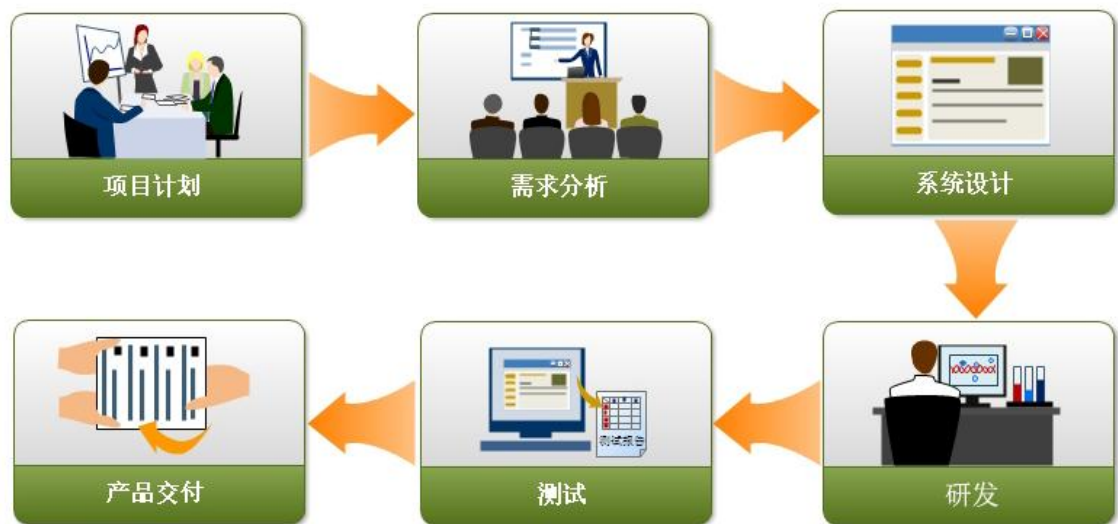 项目计划
需求分析
系统设计
研发
测试报告
测试
产品交付